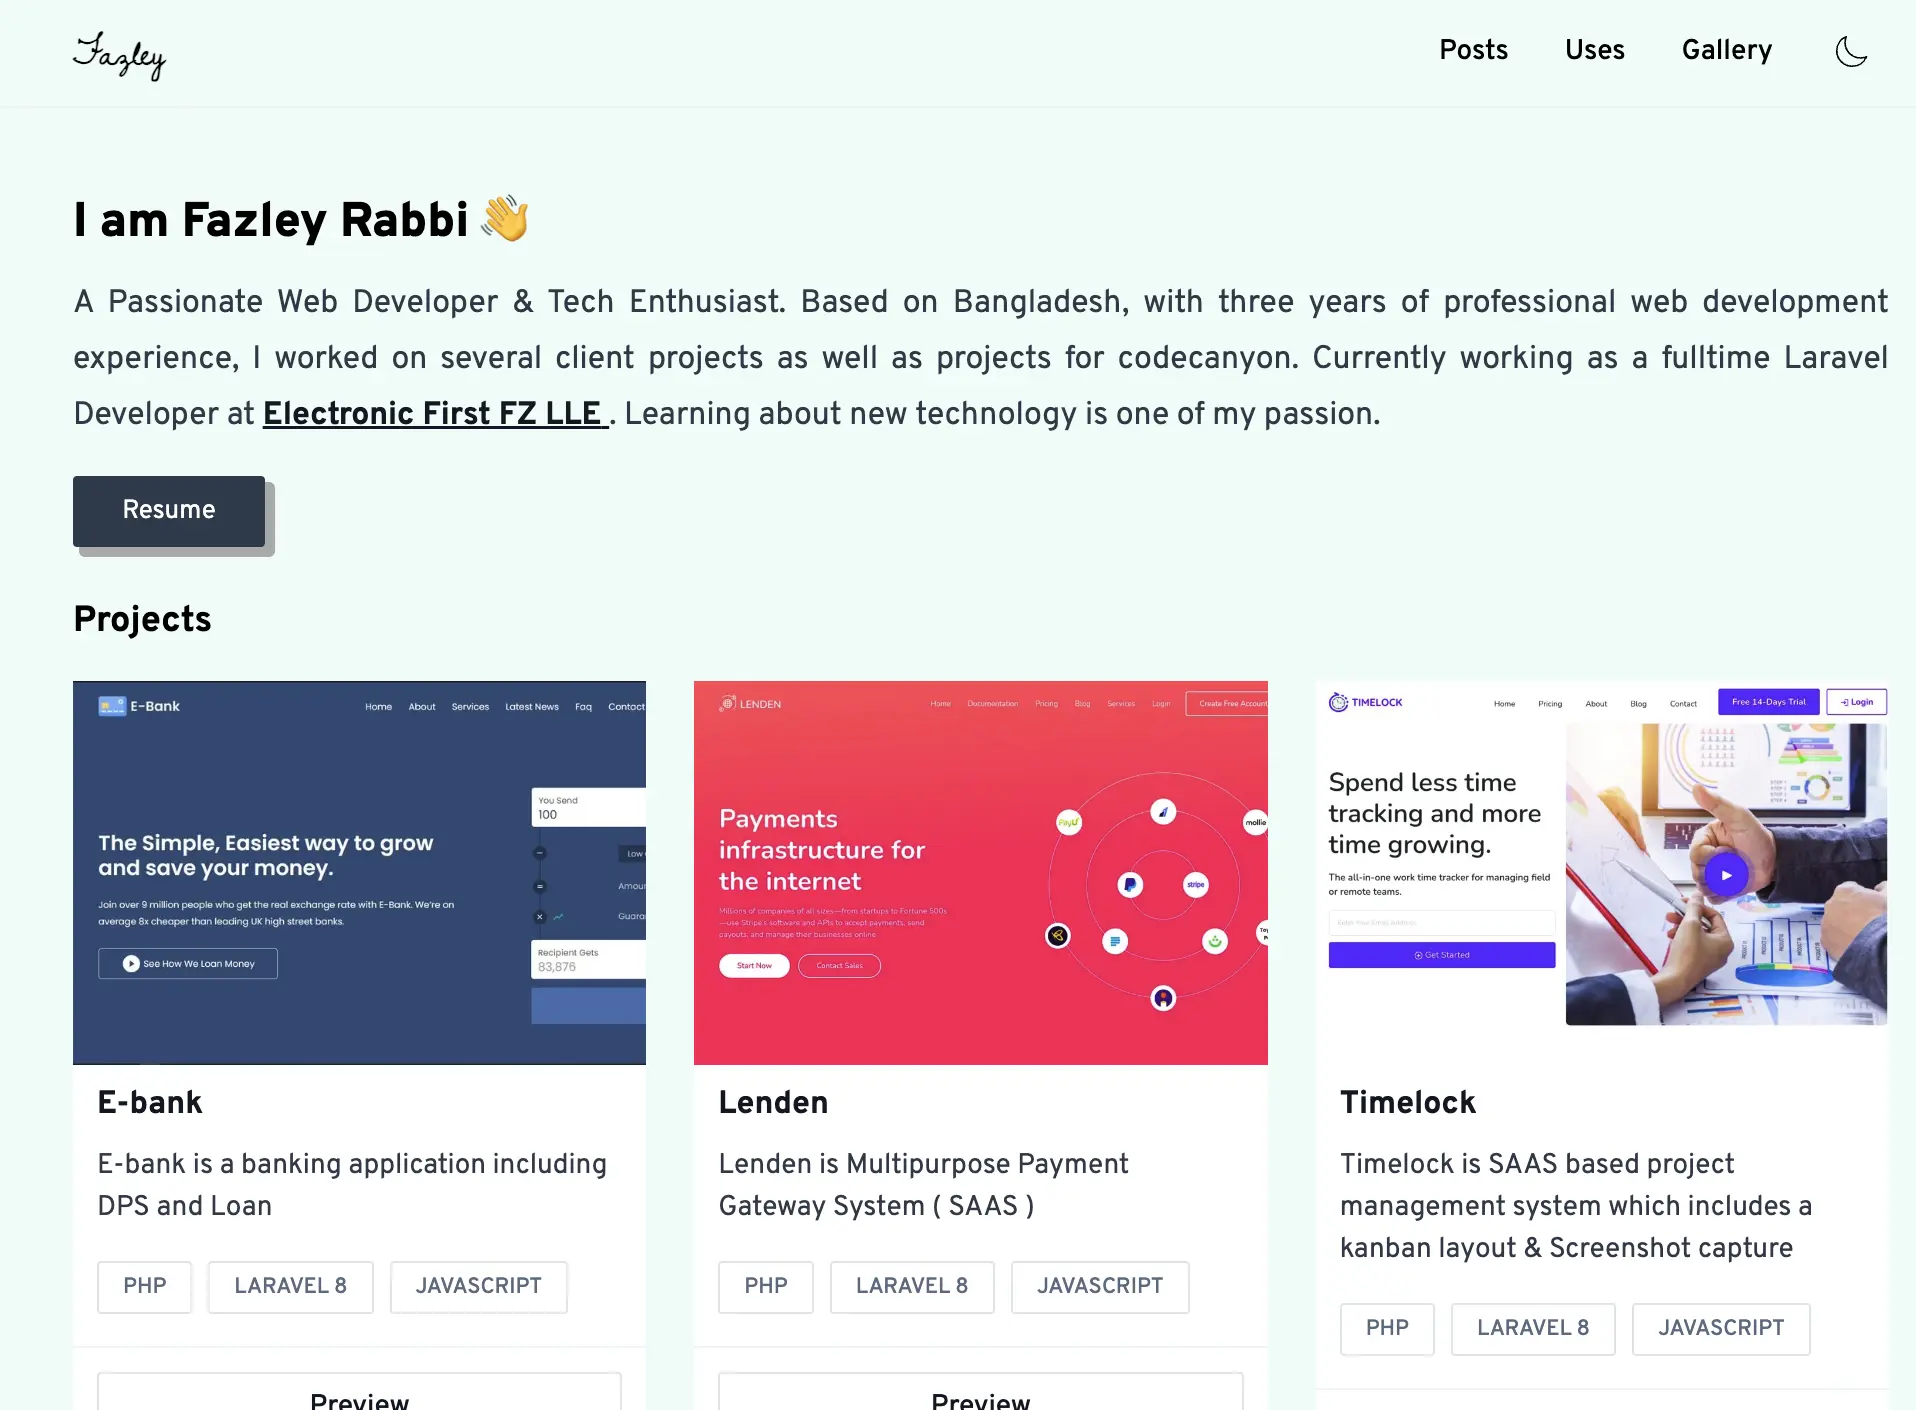 Fazley
Posts Uses Gallery
I am Fazley Rabbi 👋
A Passionate Web Developer & Tech Enthusiast. Based on Bangladesh, with three years of professional web development
experience, I worked on several client projects as well as projects for codecanyon. Currently working as a fulltime Laravel
Developer at Electronic First FZ LLE . Learning about new technology is one of my passion.
Resume
Projects
E-Bank
Home About Services Latest News Faq Contact
You Send
100
Low
The Simple, Easiest way to grow
and save your money.
Join over 9 million people who get the real exchange rate with E-Bank. We're on
average 8x cheaper than leading UK high street banks.
See How We Loan Money
Recipient Gets
83,876
E-bank
E-bank is a banking application including
DPS and Loan
PHP LARAVEL 8 JAVASCRIPT
Preview
LENDEN
Home Documentation Pricing Blog Services Login Create Free Account
Payments
infrastructure for
the internet
Millions of companies of all sizes—from startups to Fortune 500s
—use Stripe's software and APIs to accept payments, send
payouts, and manage their businesses online
Start Now Contact Sales
PayU
mollie
stripe
Lenden
Lenden is Multipurpose Payment
Gateway System ( SAAS )
PHP LARAVEL 8 JAVASCRIPT
Preview
TIMELOCK
Home Pricing About Blog Contact Free 14-Days Trial Login
Spend less time
tracking and more
time growing.
The all-in-one work time tracker for managing field
or remote teams.
Enter Your Email Address
Get Started
Timelock
Timelock is SAAS based project
management system which includes a
kanban layout & Screenshot capture
PHP LARAVEL 8 JAVASCRIPT